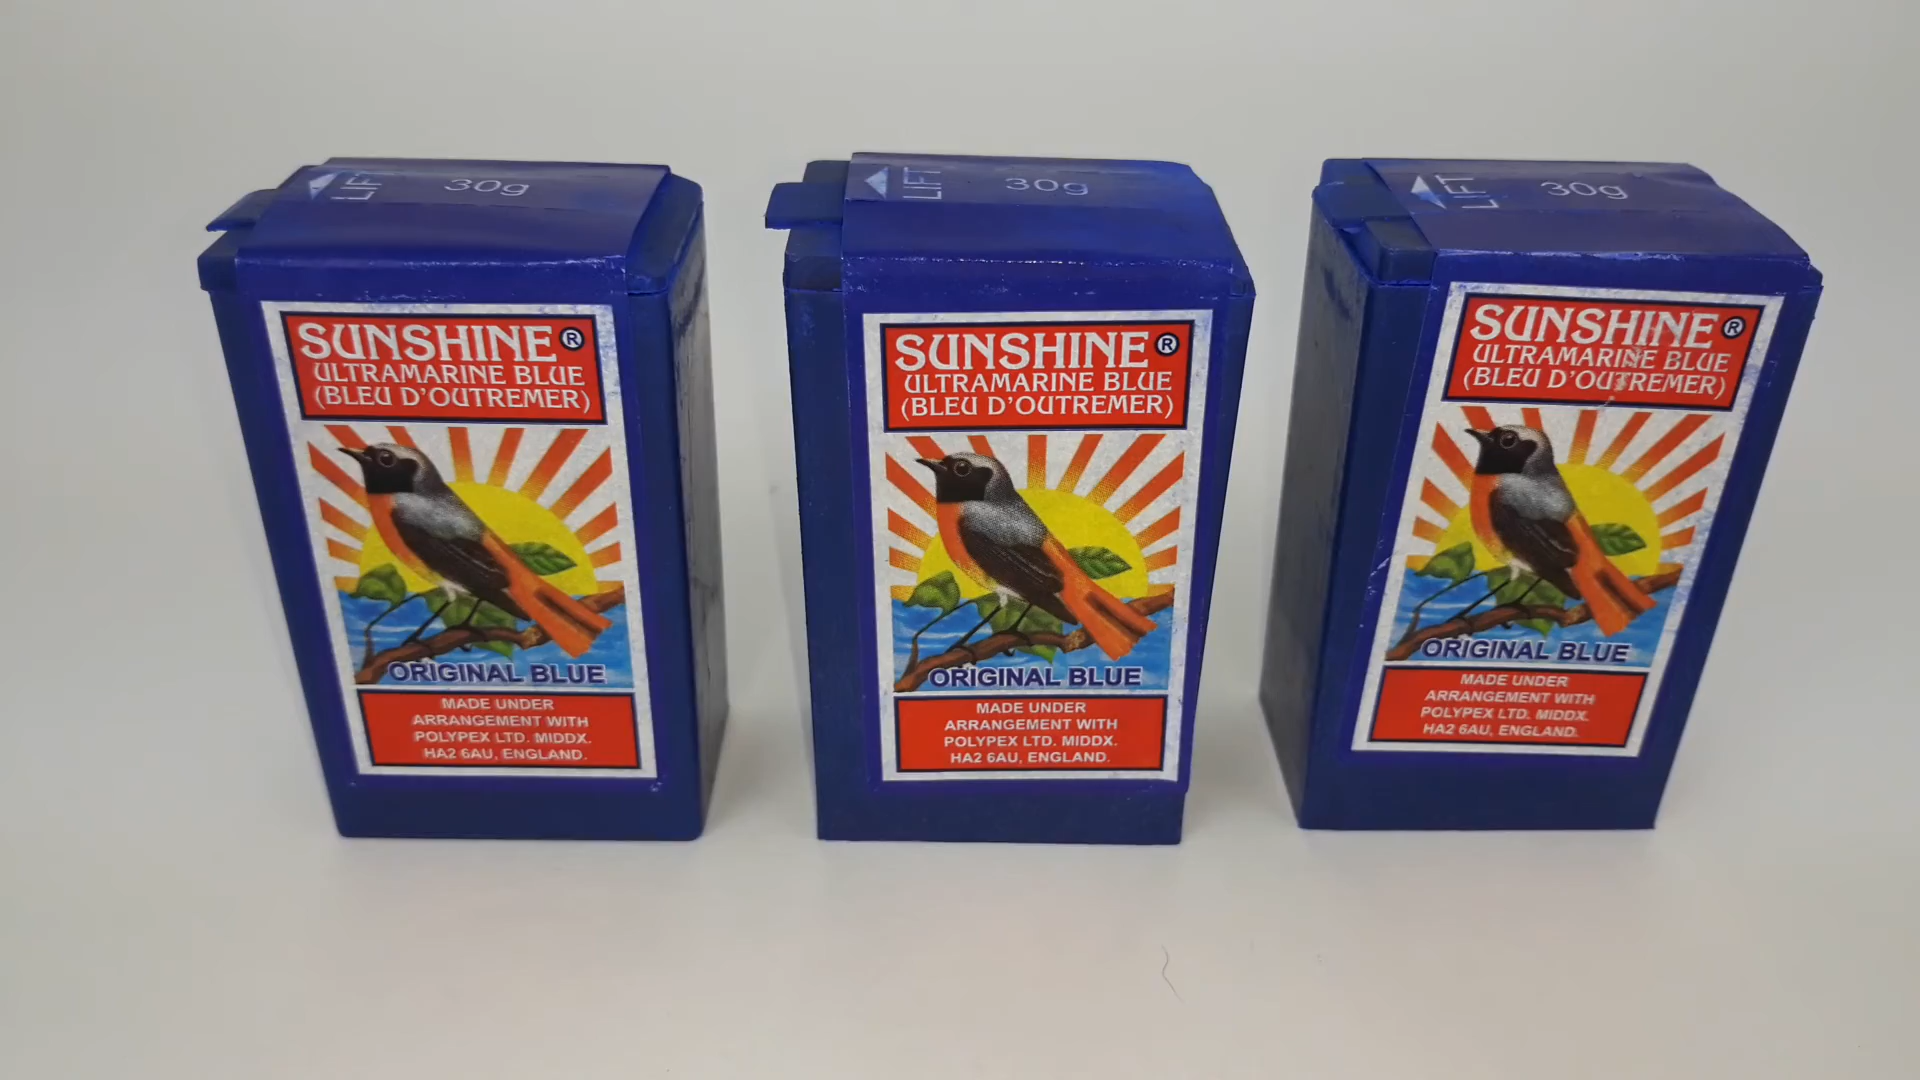 LIFT 30g
SUNSHINE®
ULTRAMARINE BLUE
(BLEU D'OUTREMER)
ORIGINAL BLUE
MADE UNDER
ARRANGEMENT WITH
POLYPEX LTD. MIDDX.
HA2 6AU, ENGLAND.
LIFT 30g
SUNSHINE®
ULTRAMARINE BLUE
(BLEU D'OUTREMER)
ORIGINAL BLUE
MADE UNDER
ARRANGEMENT WITH
POLYPEX LTD. MIDDX.
HA2 6AU, ENGLAND.
LIFT 30g
SUNSHINE®
ULTRAMARINE BLUE
(BLEU D'OUTREMER)
ORIGINAL BLUE
MADE UNDER
ARRANGEMENT WITH
POLYPEX LTD. MIDDX.
HA2 6AU, ENGLAND.